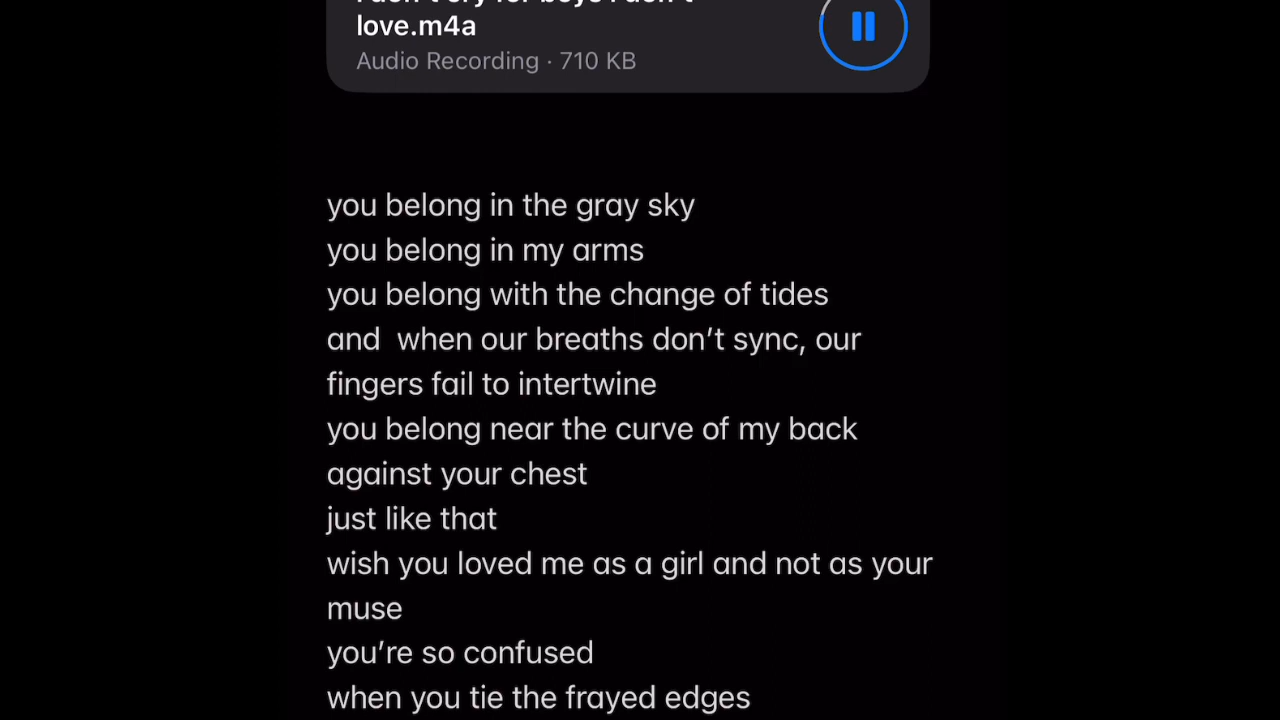 love.m4a
Audio Recording · 710 KB
you belong in the gray sky
you belong in my arms
you belong with the change of tides
and  when our breaths don’t sync, our
fingers fail to intertwine
you belong near the curve of my back
against your chest
just like that
wish you loved me as a girl and not as your
muse
you’re so confused
when you tie the frayed edges